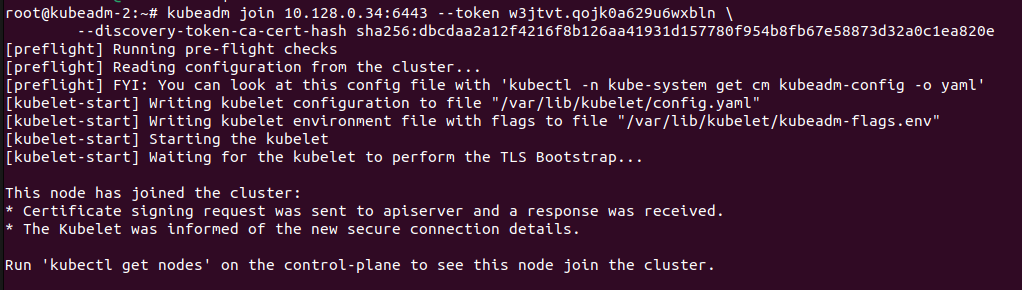 root@kubeadm-2:~# kubeadm join 10.128.0.34:6443 --token w3jtvt.qojk0a629u6wxbln \
--discovery-token-ca-cert-hash sha256:dbcdaa2a12f4216f8b126aa41931d157780f954b8fb67e58873d32a0c1ea820e
[preflight] Running pre-flight checks
[preflight] Reading configuration from the cluster...
[preflight] FYI: You can look at this config file with 'kubectl -n kube-system get cm kubeadm-config -o yaml'
[kubelet-start] Writing kubelet configuration to file "/var/lib/kubelet/config.yaml"
[kubelet-start] Writing kubelet environment file with flags to file "/var/lib/kubelet/kubeadm-flags.env"
[kubelet-start] Starting the kubelet
[kubelet-start] Waiting for the kubelet to perform the TLS Bootstrap...
This node has joined the cluster:
* Certificate signing request was sent to apiserver and a response was received.
* The Kubelet was informed of the new secure connection details.
Run 'kubectl get nodes' on the control-plane to see this node join the cluster.